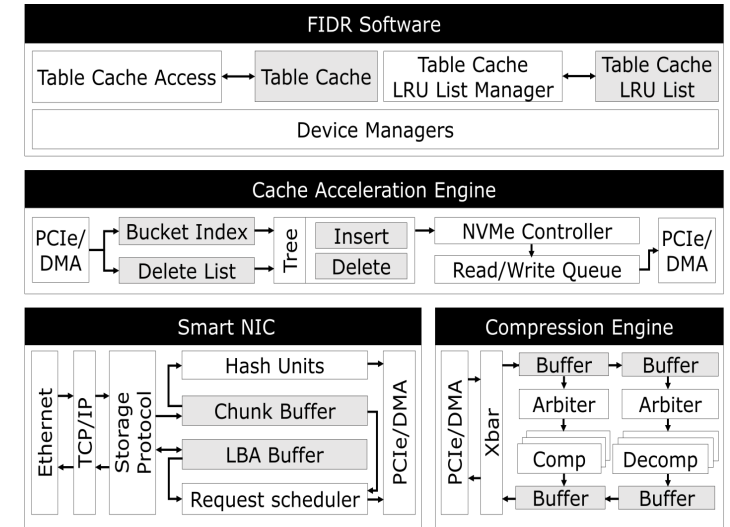 FIDR Software
Table Cache Access
Table Cache
Table Cache
LRU List Manager
Table Cache
LRU List
Device Managers
Cache Acceleration Engine
PCIe/
DMA
Bucket Index
Delete List
Tree
Insert
Delete
NVMe Controller
Read/Write Queue
PCIe/
DMA
Smart NIC
Ethernet
TCP/IP
Storage
Protocol
Hash Units
Chunk Buffer
LBA Buffer
Request scheduler
PCIe/DMA
Compression Engine
PCIe/DMA
Xbar
Buffer
Buffer
Arbiter
Arbiter
Comp
Decomp
Buffer
Buffer